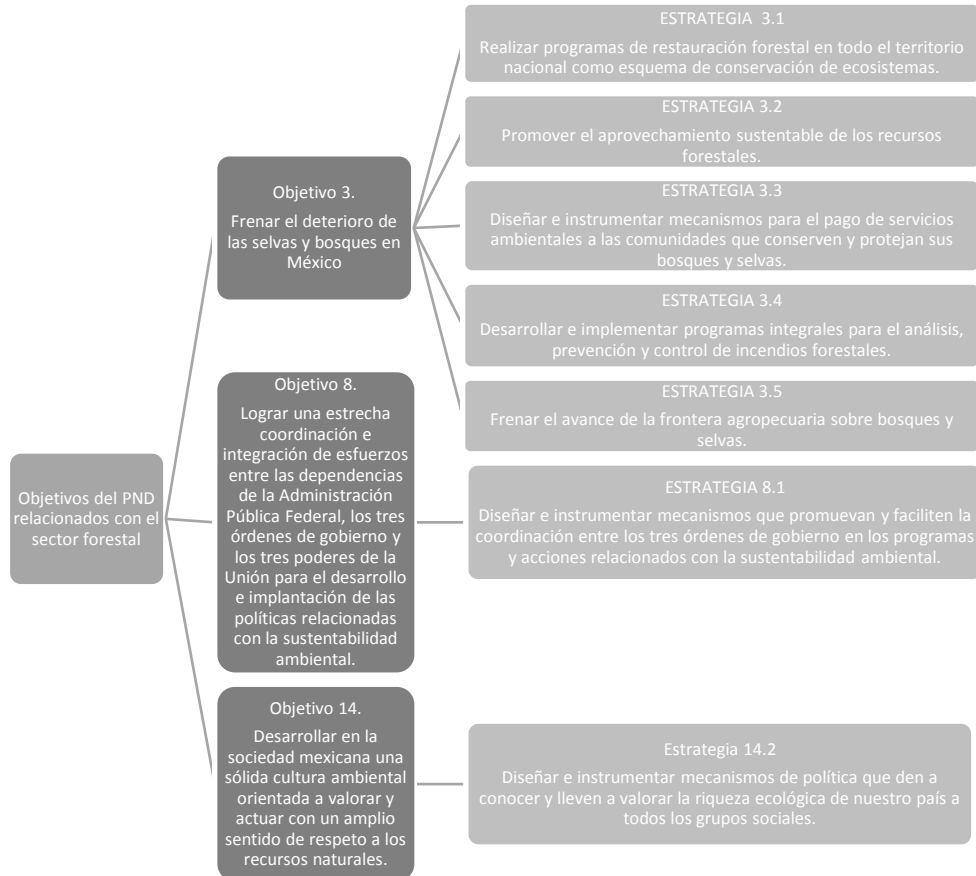 Objetivos del PND
relacionados con el
sector forestal
Objetivo 3.
Frenar el deterioro de
las selvas y bosques en
México
ESTRATEGIA 3.1
Realizar programas de restauración forestal en todo el territorio
nacional como esquema de conservación de ecosistemas.
ESTRATEGIA 3.2
Promover el aprovechamiento sustentable de los recursos
forestales.
ESTRATEGIA 3.3
Diseñar e instrumentar mecanismos para el pago de servicios
ambientales a las comunidades que conserven y protejan sus
bosques y selvas.
ESTRATEGIA 3.4
Desarrollar e implementar programas integrales para el análisis,
prevención y control de incendios forestales.
ESTRATEGIA 3.5
Frenar el avance de la frontera agropecuaria sobre bosques y
selvas.
Objetivo 8.
Lograr una estrecha
coordinación e
integración de esfuerzos
entre las dependencias
de la Administración
Pública Federal, los tres
órdenes de gobierno y
los tres poderes de la
Unión para el desarrollo
e implantación de las
políticas relacionadas
con la sustentabilidad
ambiental.
ESTRATEGIA 8.1
Diseñar e instrumentar mecanismos que promuevan y faciliten la
coordinación entre los tres órdenes de gobierno en los programas
y acciones relacionados con la sustentabilidad ambiental.
Objetivo 14.
Desarrollar en la
sociedad mexicana una
sólida cultura ambiental
orientada a valorar y
actuar con un amplio
sentido de respeto a los
recursos naturales.
Estrategia 14.2
Diseñar e instrumentar mecanismos de política que den a
conocer y lleven a valorar la riqueza ecológica de nuestro país a
todos los grupos sociales.